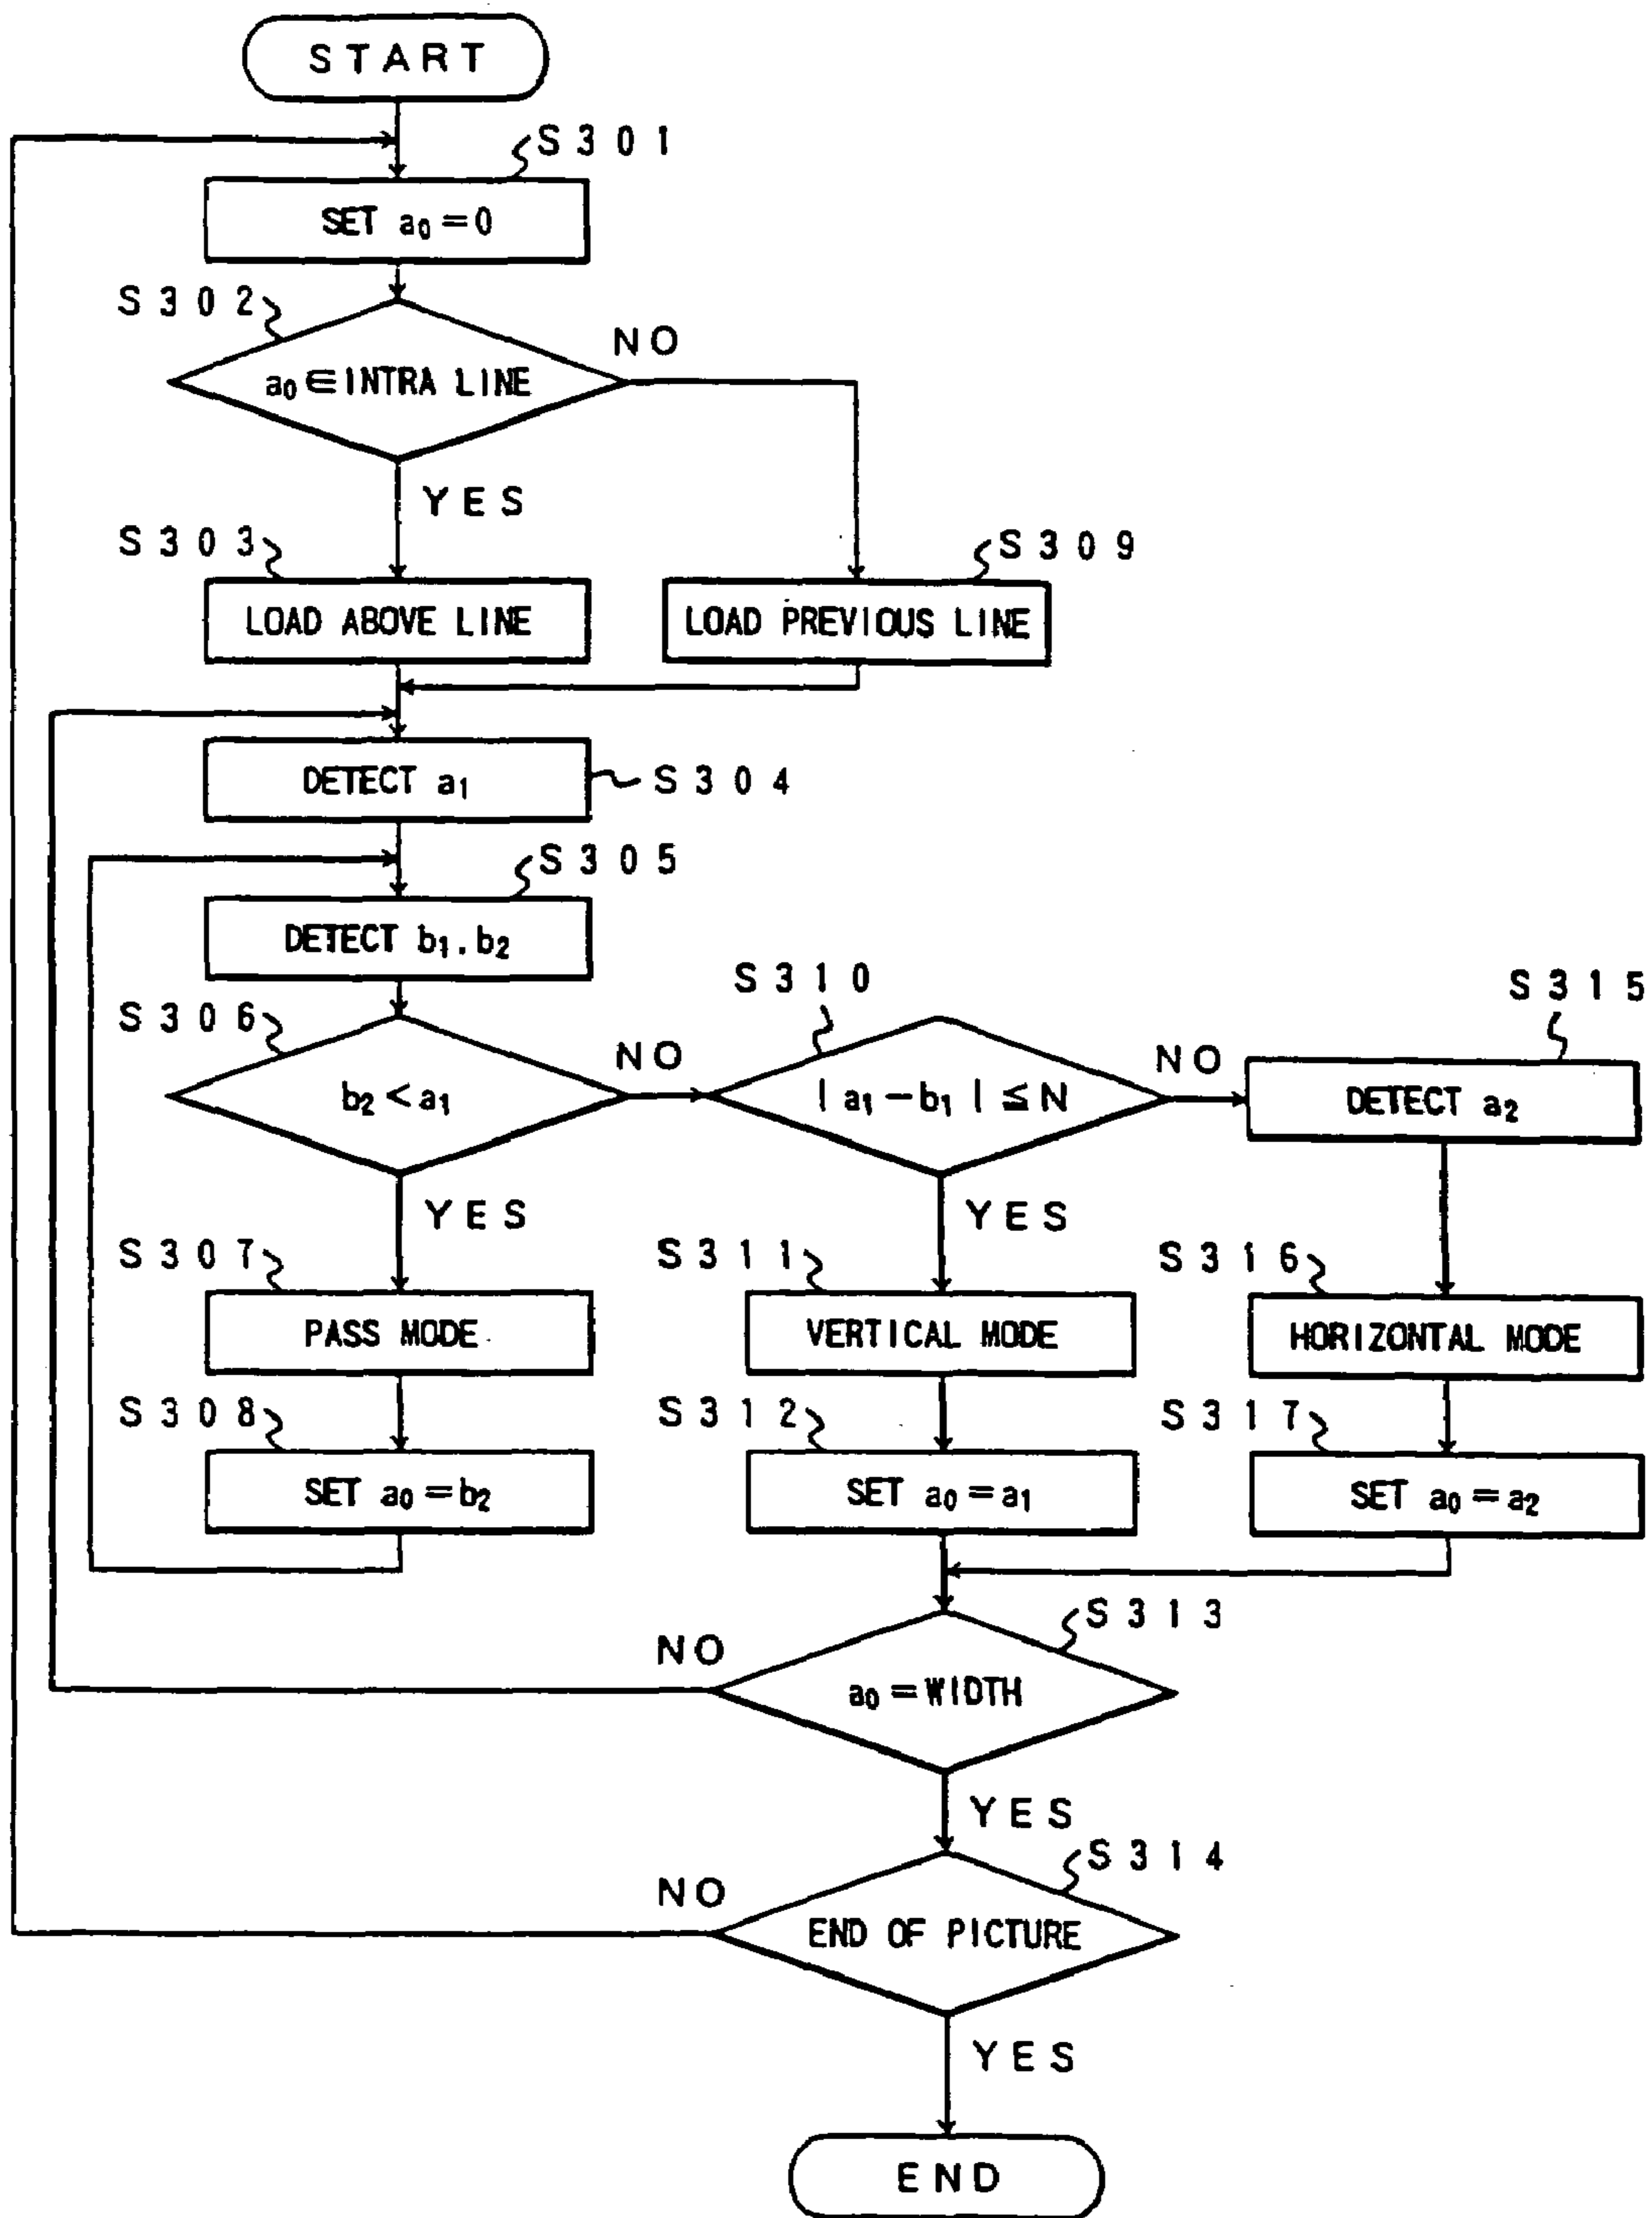 START
S301
SET a₀=0
S302
a₀∈INTRA LINE
NO
YES
S303
S309
LOAD ABOVE LINE
LOAD PREVIOUS LINE
DETECT a₁
S304
S305
DETECT b₁.b₂
S306
b₂<a₁
NO
S310
|a₁−b₁|≦N
NO
S315
DETECT a₂
YES
YES
S307
S311
S316
PASS MODE
VERTICAL MODE
HORIZONTAL MODE
S308
S312
S317
SET a₀=b₂
SET a₀=a₁
SET a₀=a₂
S313
NO
a₀=WIDTH
YES
S314
NO
END OF PICTURE
YES
END